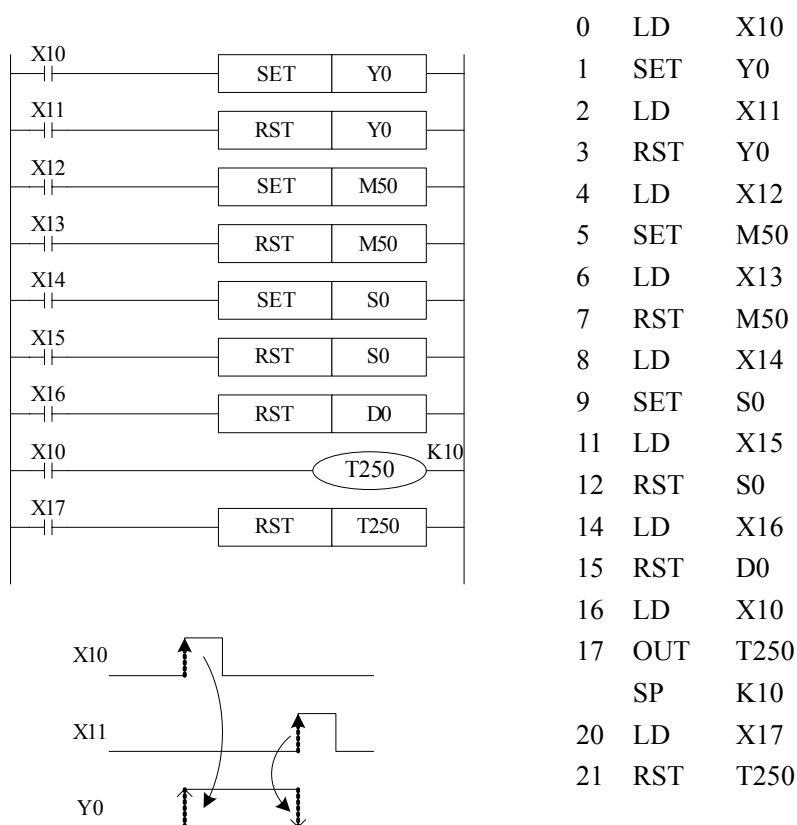 X10
SET Y0
X11
RST Y0
X12
SET M50
X13
RST M50
X14
SET S0
X15
RST S0
X16
RST D0
X10 K10
T250
X17
RST T250
X10
X11
Y0
0 LD X10
1 SET Y0
2 LD X11
3 RST Y0
4 LD X12
5 SET M50
6 LD X13
7 RST M50
8 LD X14
9 SET S0
11 LD X15
12 RST S0
14 LD X16
15 RST D0
16 LD X10
17 OUT T250
SP K10
20 LD X17
21 RST T250